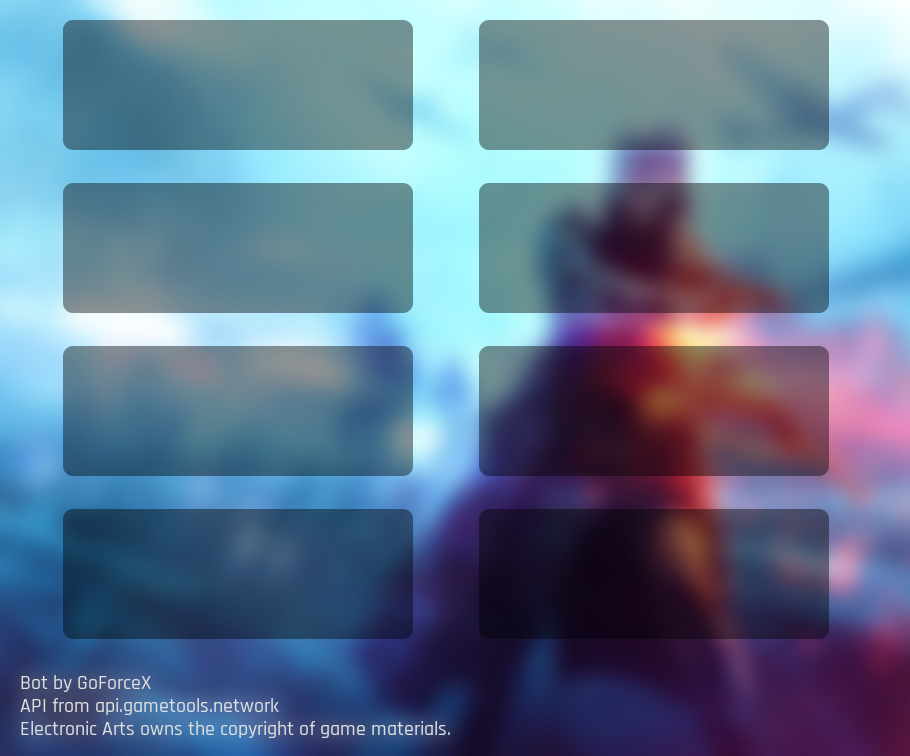 Bot by GoForceX
API from api.gametools.network
Electronic Arts owns the copyright of game materials.